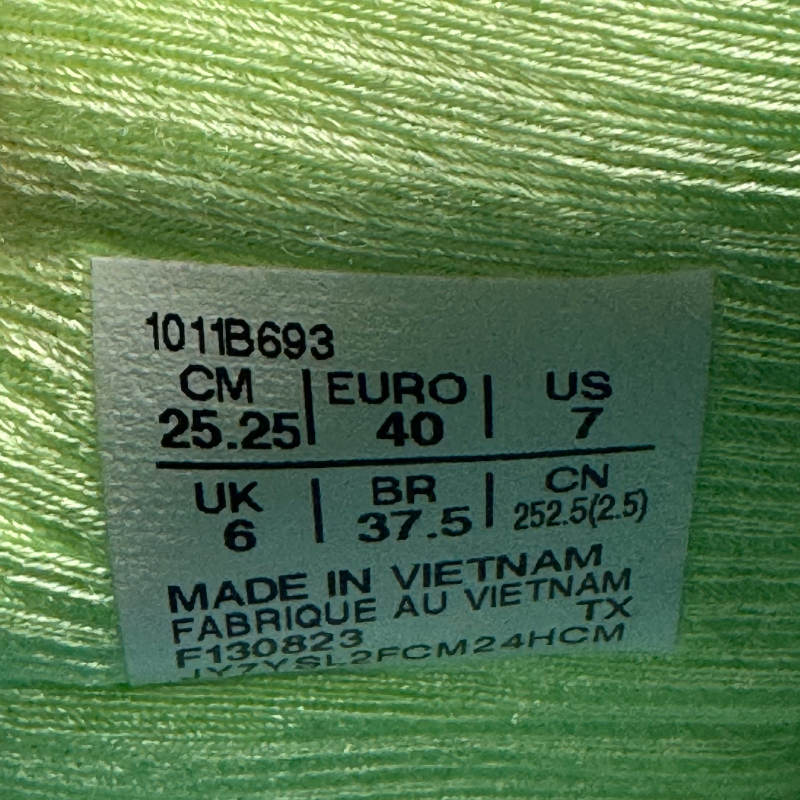 1011B693
CM | EURO | US
25.25 | 40 | 7
UK | BR | CN
6 | 37.5 | 252.5(2.5)
MADE IN VIETNAM
FABRIQUE AU VIETNAM
F130823 TX
JYZYSL2FCM24HCM